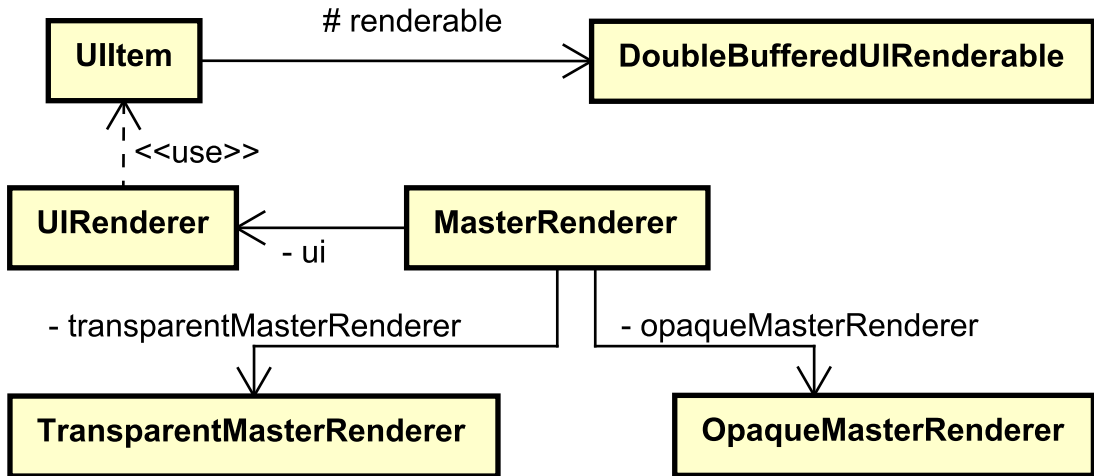 # renderable
UIItem
DoubleBufferedUIRenderable
<<use>>
UIRenderer
MasterRenderer
- ui
- transparentMasterRenderer
- opaqueMasterRenderer
TransparentMasterRenderer
OpaqueMasterRenderer